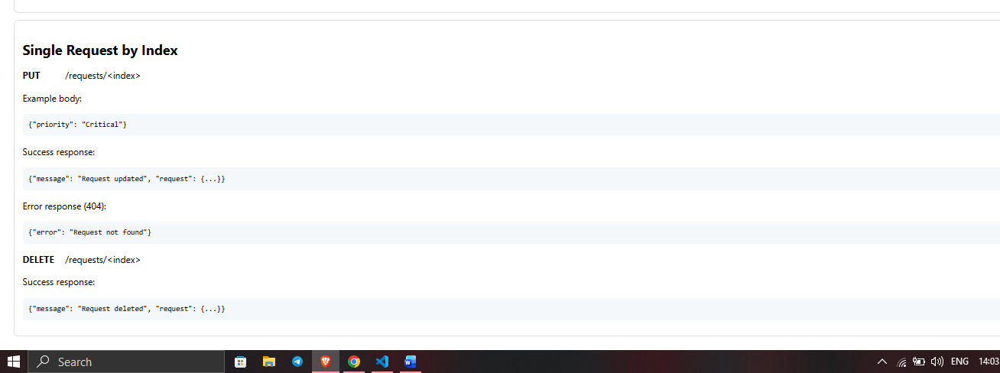 Single Request by Index
PUT /requests/<index>
Example body:
{"priority": "Critical"}
Success response:
{"message": "Request updated", "request": {...}}
Error response (404):
{"error": "Request not found"}
DELETE /requests/<index>
Success response:
{"message": "Request deleted", "request": {...}}
Search
ENG 14:03